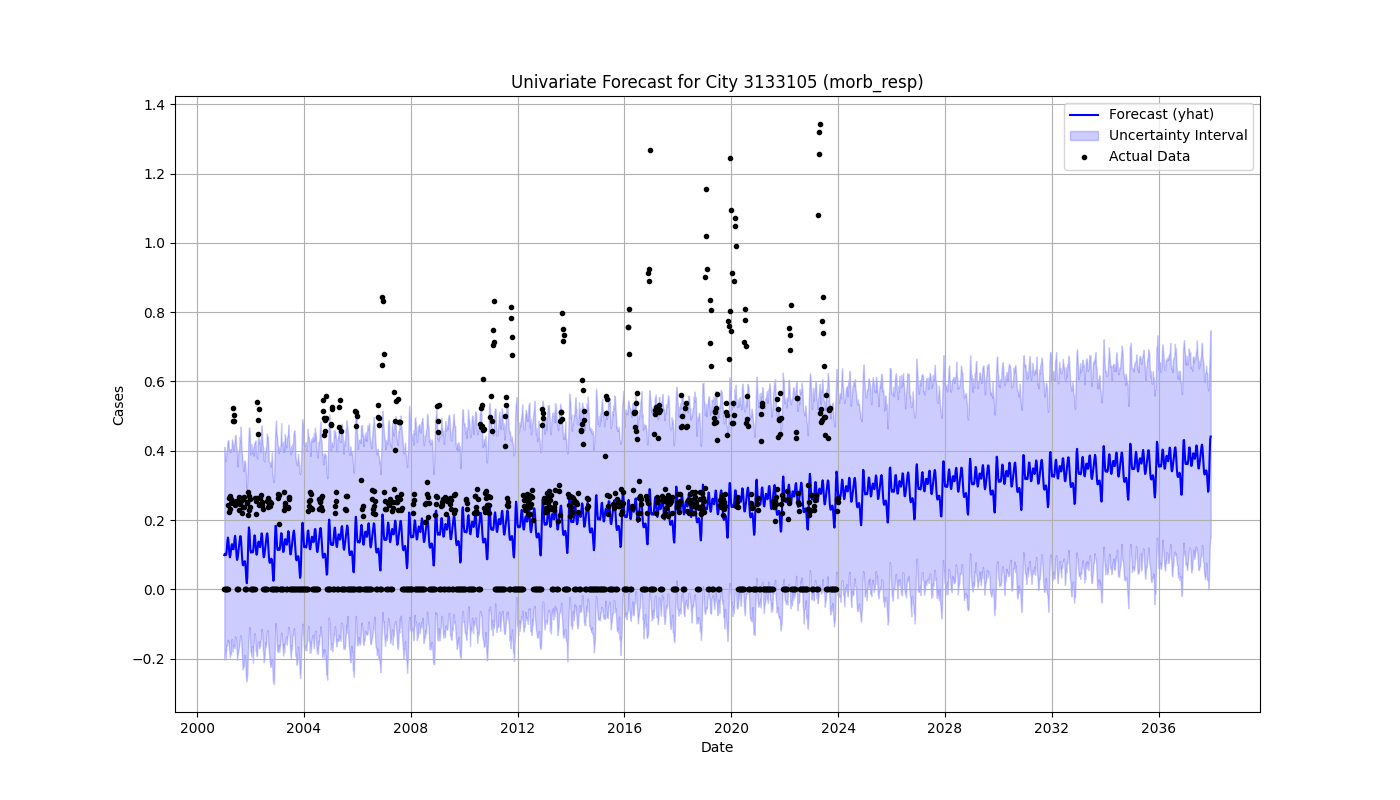 Univariate Forecast for City 3133105 (morb_resp)
Forecast (yhat)
Uncertainty Interval
Actual Data
Cases
1.4
1.2
1.0
0.8
0.6
0.4
0.2
0.0
−0.2
2000 2004 2008 2012 2016 2020 2024 2028 2032 2036
Date